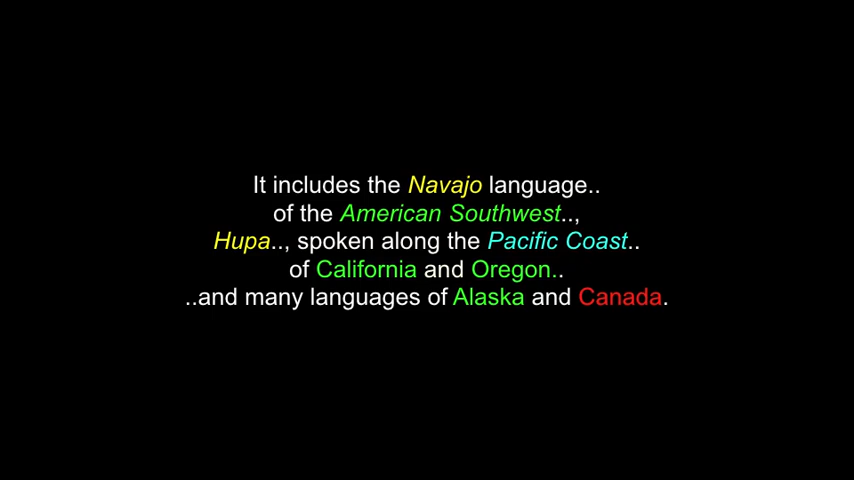 It includes the Navajo language..
of the American Southwest..,
Hupa.., spoken along the Pacific Coast..
of California and Oregon..
..and many languages of Alaska and Canada.